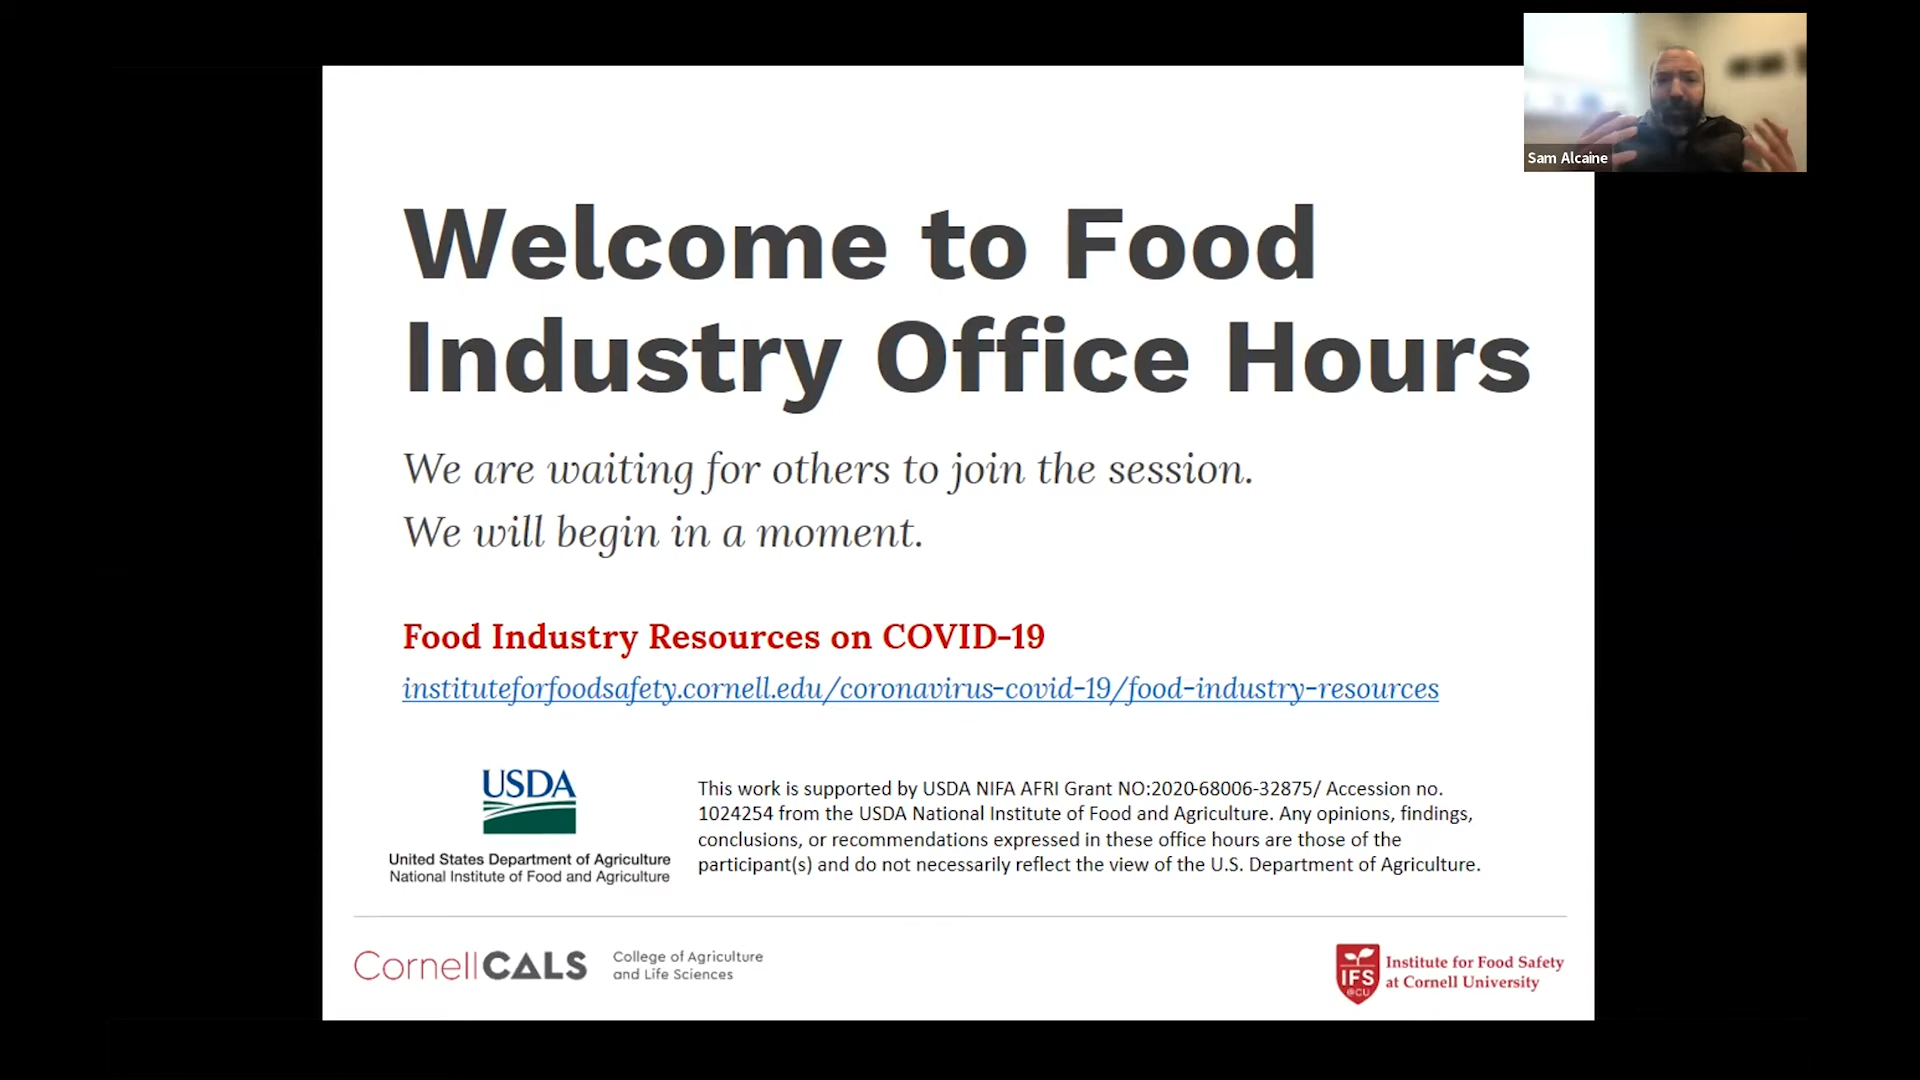 Sam Alcaine
Welcome to Food
Industry Office Hours
We are waiting for others to join the session.
We will begin in a moment.
Food Industry Resources on COVID-19
instituteforfoodsafety.cornell.edu/coronavirus-covid-19/food-industry-resources
USDA
United States Department of Agriculture
National Institute of Food and Agriculture
This work is supported by USDA NIFA AFRI Grant NO:2020-68006-32875/ Accession no.
1024254 from the USDA National Institute of Food and Agriculture. Any opinions, findings,
conclusions, or recommendations expressed in these office hours are those of the
participant(s) and do not necessarily reflect the view of the U.S. Department of Agriculture.
CornellCALS
College of Agriculture
and Life Sciences
IFS
@CU
Institute for Food Safety
at Cornell University